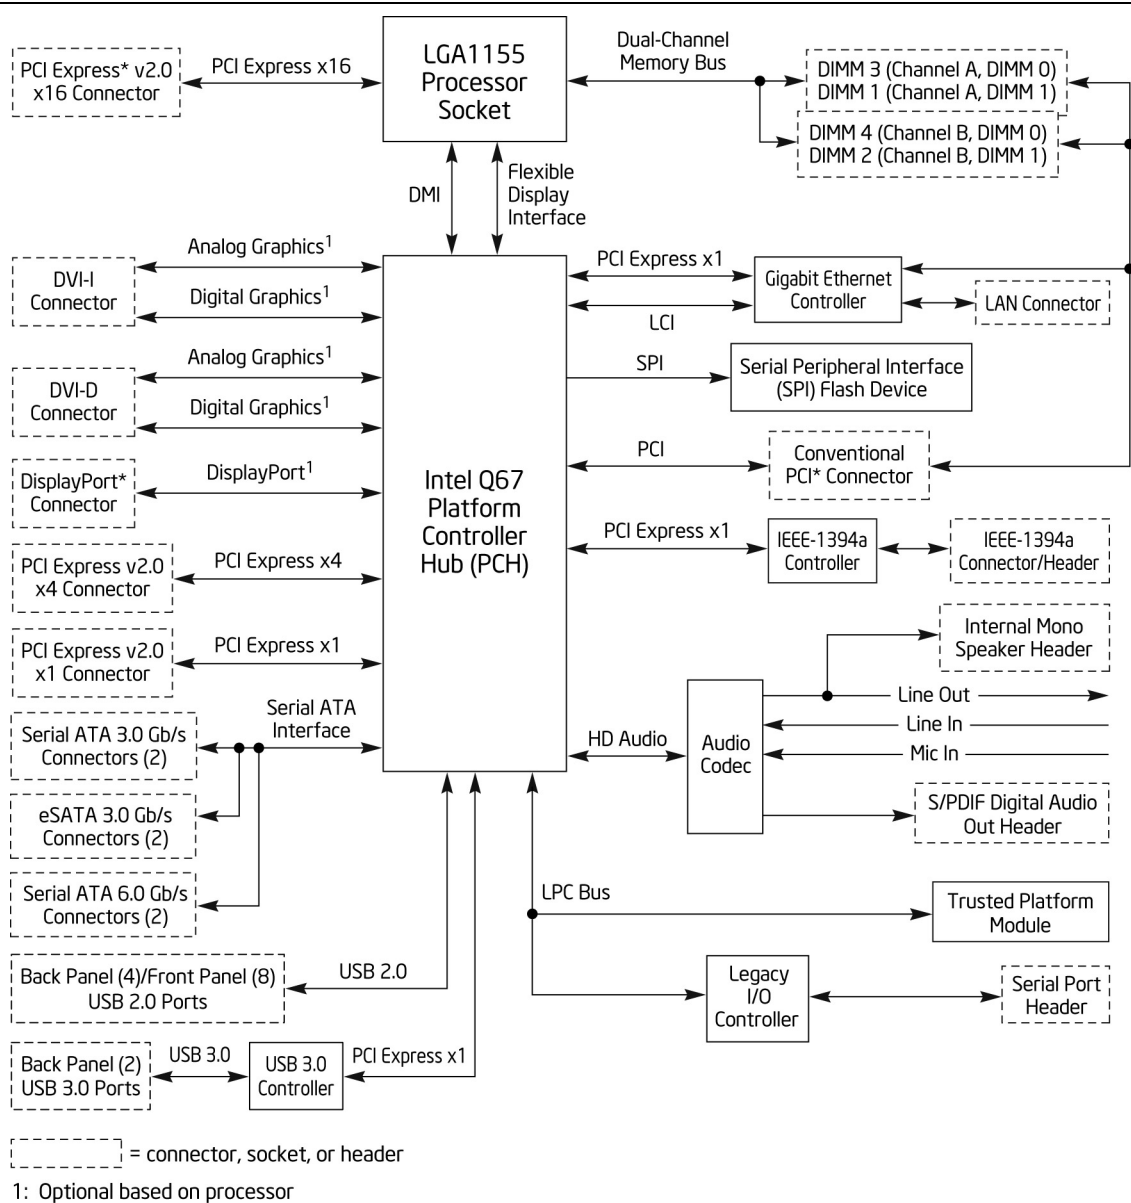 PCI Express* v2.0
x16 Connector
PCI Express x16
LGA1155
Processor
Socket
Dual-Channel
Memory Bus
DIMM 3 (Channel A, DIMM 0)
DIMM 1 (Channel A, DIMM 1)
DIMM 4 (Channel B, DIMM 0)
DIMM 2 (Channel B, DIMM 1)
DMI
Flexible
Display
Interface
DVI-I
Connector
Analog Graphics1
Digital Graphics1
DVI-D
Connector
Analog Graphics1
Digital Graphics1
DisplayPort*
Connector
DisplayPort1
PCI Express v2.0
x4 Connector
PCI Express x4
PCI Express v2.0
x1 Connector
PCI Express x1
Serial ATA
Interface
Serial ATA 3.0 Gb/s
Connectors (2)
eSATA 3.0 Gb/s
Connectors (2)
Serial ATA 6.0 Gb/s
Connectors (2)
Intel Q67
Platform
Controller
Hub (PCH)
PCI Express x1
LCI
Gigabit Ethernet
Controller
LAN Connector
SPI
Serial Peripheral Interface
(SPI) Flash Device
PCI
Conventional
PCI* Connector
PCI Express x1
IEEE-1394a
Controller
IEEE-1394a
Connector/Header
Internal Mono
Speaker Header
HD Audio
Audio
Codec
Line Out
Line In
Mic In
S/PDIF Digital Audio
Out Header
LPC Bus
Trusted Platform
Module
Legacy
I/O
Controller
Serial Port
Header
Back Panel (4)/Front Panel (8)
USB 2.0 Ports
USB 2.0
Back Panel (2)
USB 3.0 Ports
USB 3.0
USB 3.0
Controller
PCI Express x1
= connector, socket, or header
1: Optional based on processor